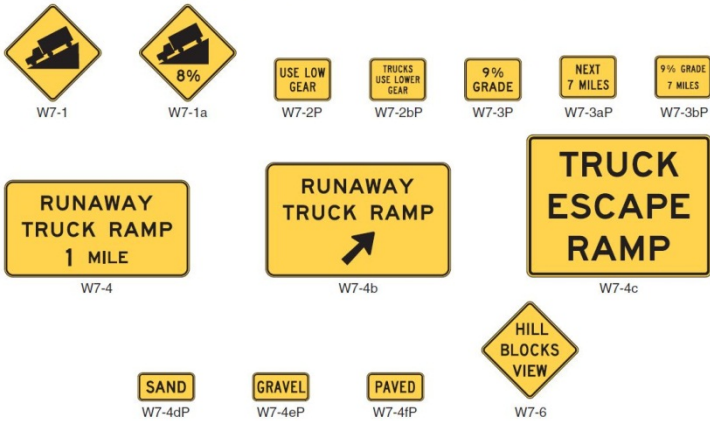 8%
W7-1
W7-1a
USE LOW
GEAR
W7-2P
TRUCKS
USE LOWER
GEAR
W7-2bP
9%
GRADE
W7-3P
NEXT
7 MILES
W7-3aP
9% GRADE
7 MILES
W7-3bP
RUNAWAY
TRUCK RAMP
1 MILE
W7-4
RUNAWAY
TRUCK RAMP
W7-4b
TRUCK
ESCAPE
RAMP
W7-4c
SAND
W7-4dP
GRAVEL
W7-4eP
PAVED
W7-4fP
HILL
BLOCKS
VIEW
W7-6